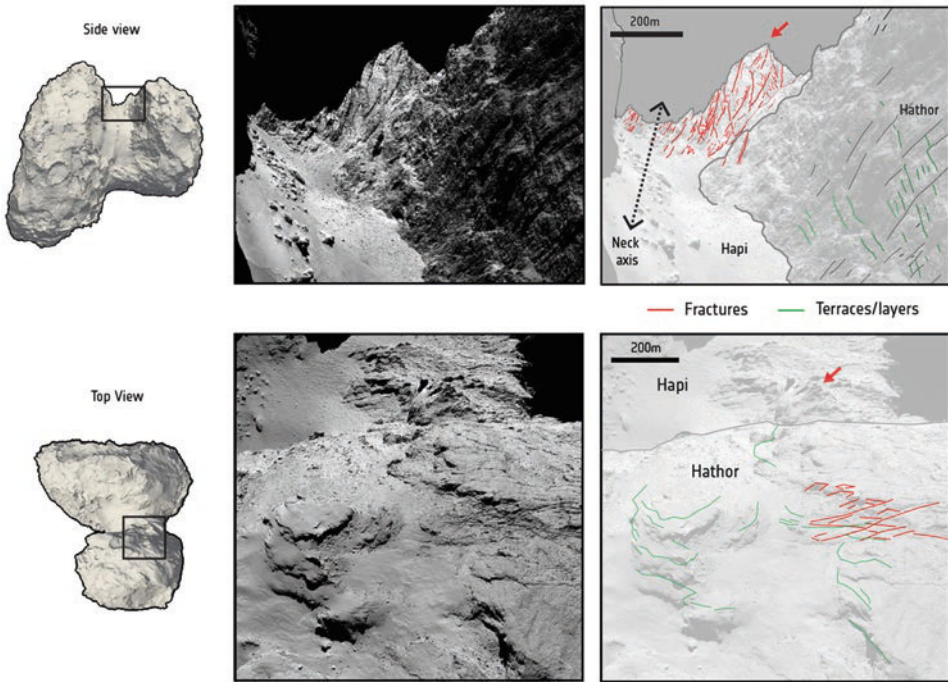 Side view
200m
Hathor
Neck
axis
Hapi
Fractures
Terraces/layers
Top View
200m
Hapi
Hathor